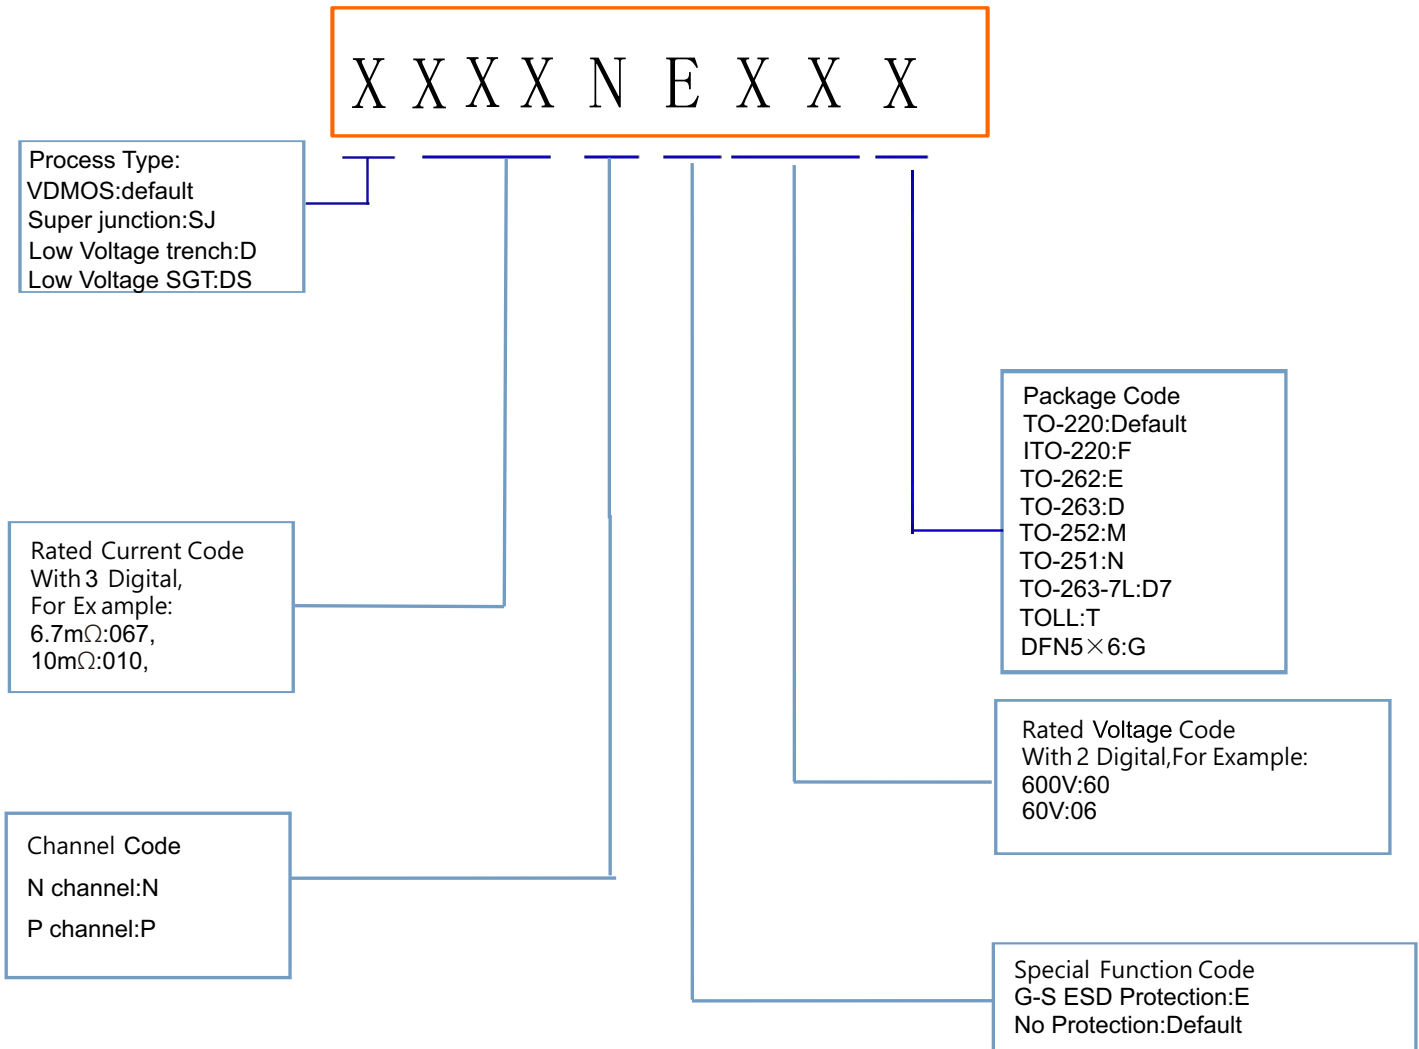 X X X X N E X X X
Process Type:
VDMOS:default
Super junction:SJ
Low Voltage trench:D
Low Voltage SGT:DS
Package Code
TO-220:Default
ITO-220:F
TO-262:E
TO-263:D
TO-252:M
TO-251:N
TO-263-7L:D7
TOLL:T
DFN5×6:G
Rated Current Code
With 3 Digital,
For Ex ample:
6.7mΩ:067,
10mΩ:010,
Rated Voltage Code
With 2 Digital,For Example:
600V:60
60V:06
Channel Code
N channel:N
P channel:P
Special Function Code
G-S ESD Protection:E
No Protection:Default